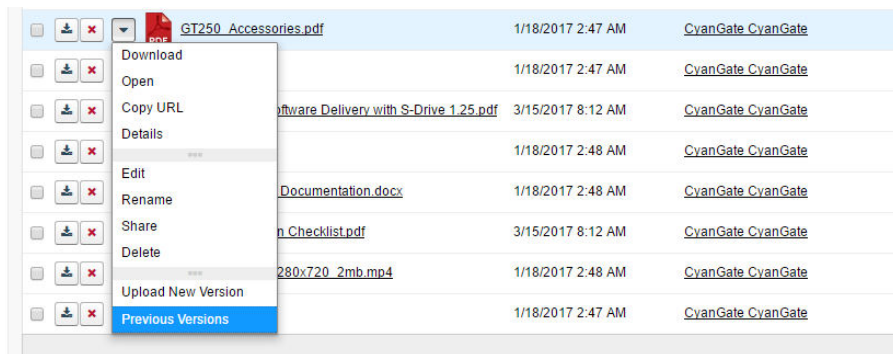 GT250_Accessories.pdf 1/18/2017 2:47 AM CyanGate CyanGate
PDF
Download
1/18/2017 2:47 AM CyanGate CyanGate
Open
Copy URL
Software Delivery with S-Drive 1.25.pdf 3/15/2017 8:12 AM CyanGate CyanGate
Details
1/18/2017 2:48 AM CyanGate CyanGate
Edit
Documentation.docx 1/18/2017 2:48 AM CyanGate CyanGate
Rename
Share
n Checklist.pdf 3/15/2017 8:12 AM CyanGate CyanGate
Delete
280x720_2mb.mp4 1/18/2017 2:48 AM CyanGate CyanGate
Upload New Version
Previous Versions 1/18/2017 2:47 AM CyanGate CyanGate